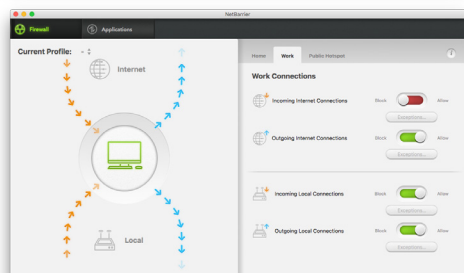 NetBarrier
Firewall
Applications
Current Profile:
Internet
Local
Home Work Public Hotspot
Work Connections
Incoming Internet Connections Block Allow
Exceptions...
Outgoing Internet Connections Block Allow
Exceptions...
Incoming Local Connections Block Allow
Exceptions...
Outgoing Local Connections Block Allow
Exceptions...